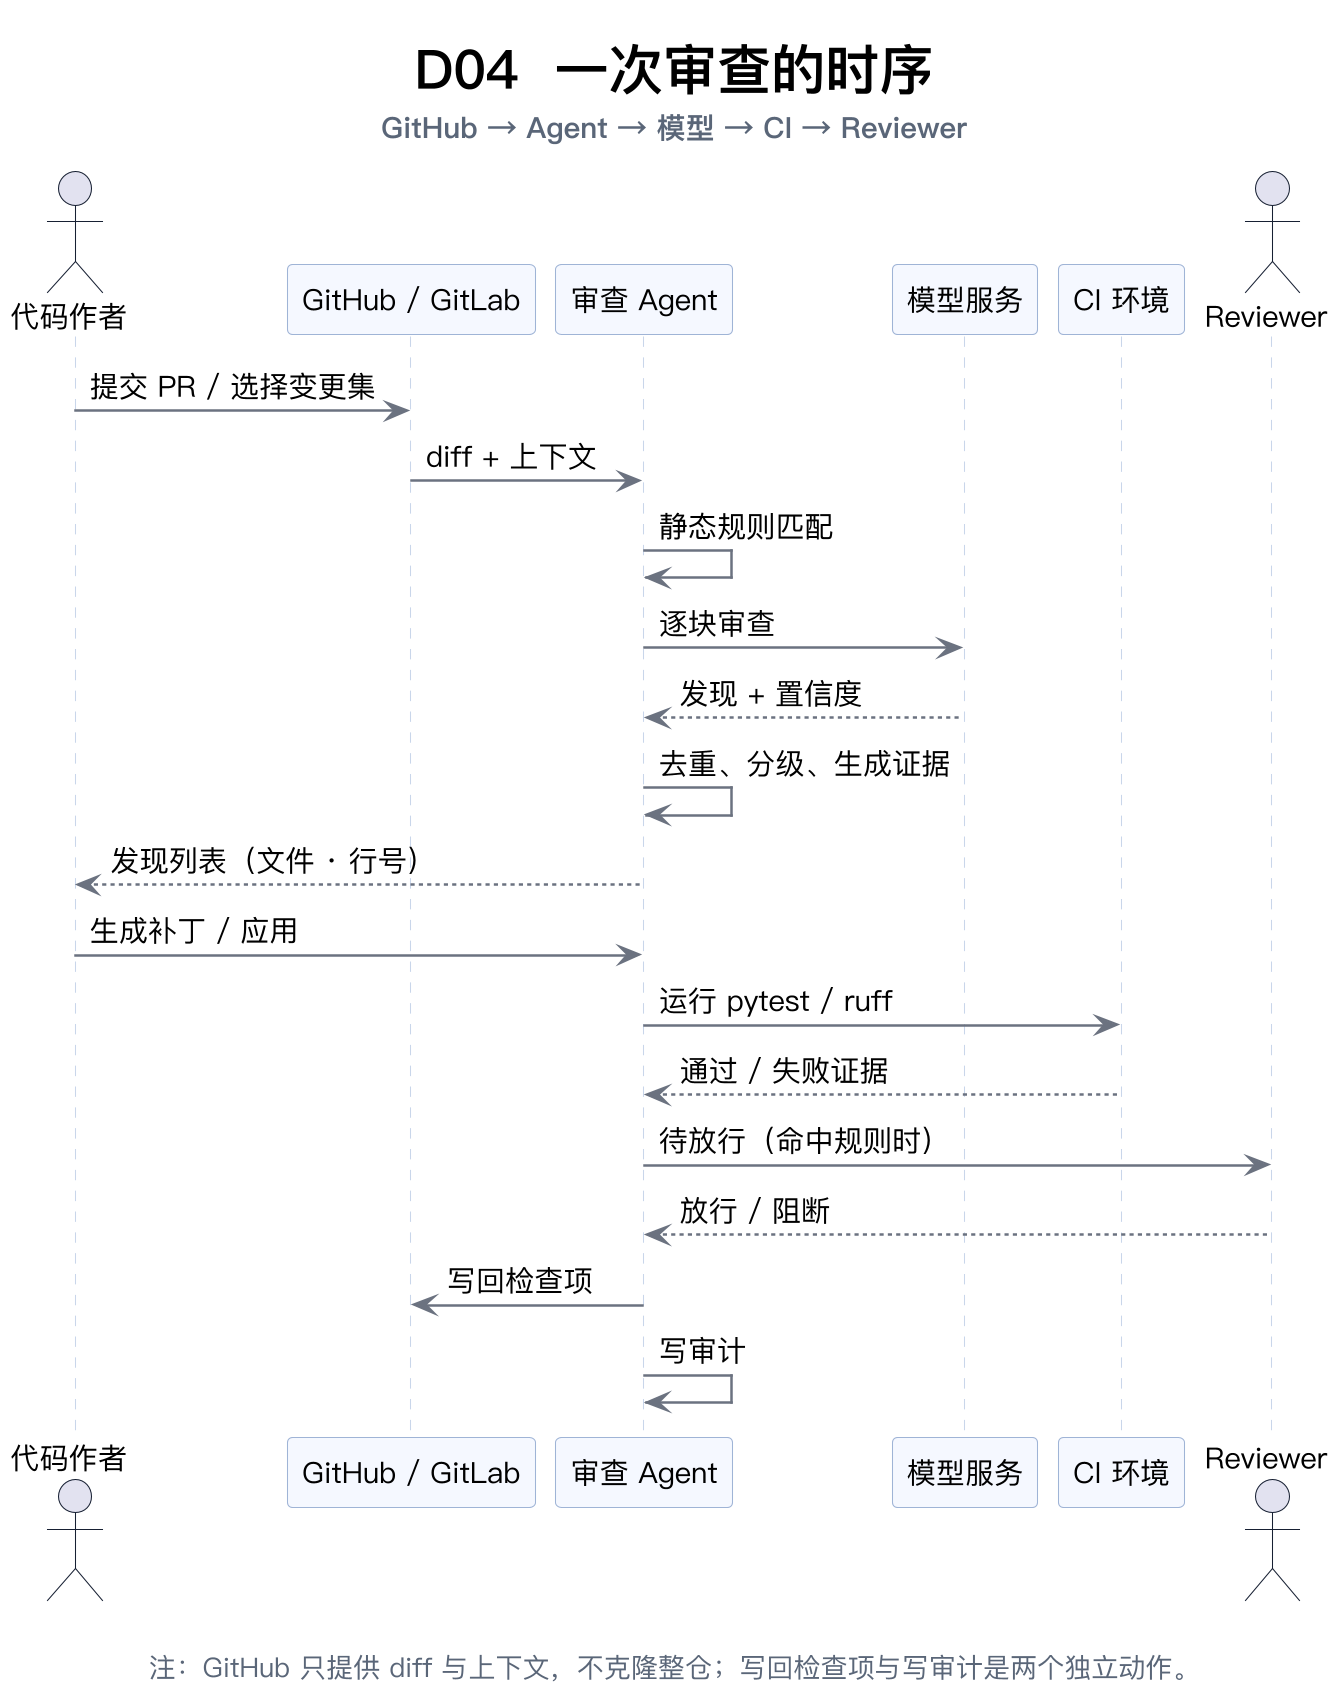 D04 一次审查的时序
GitHub → Agent → 模型 → CI → Reviewer
代码作者
GitHub / GitLab
审查 Agent
模型服务
CI 环境
Reviewer
提交 PR / 选择变更集
diff + 上下文
静态规则匹配
逐块审查
发现 + 置信度
去重、分级、生成证据
发现列表（文件 · 行号）
生成补丁 / 应用
运行 pytest / ruff
通过 / 失败证据
待放行（命中规则时）
放行 / 阻断
写回检查项
写审计
代码作者
GitHub / GitLab
审查 Agent
模型服务
CI 环境
Reviewer
注：GitHub 只提供 diff 与上下文，不克隆整仓；写回检查项与写审计是两个独立动作。